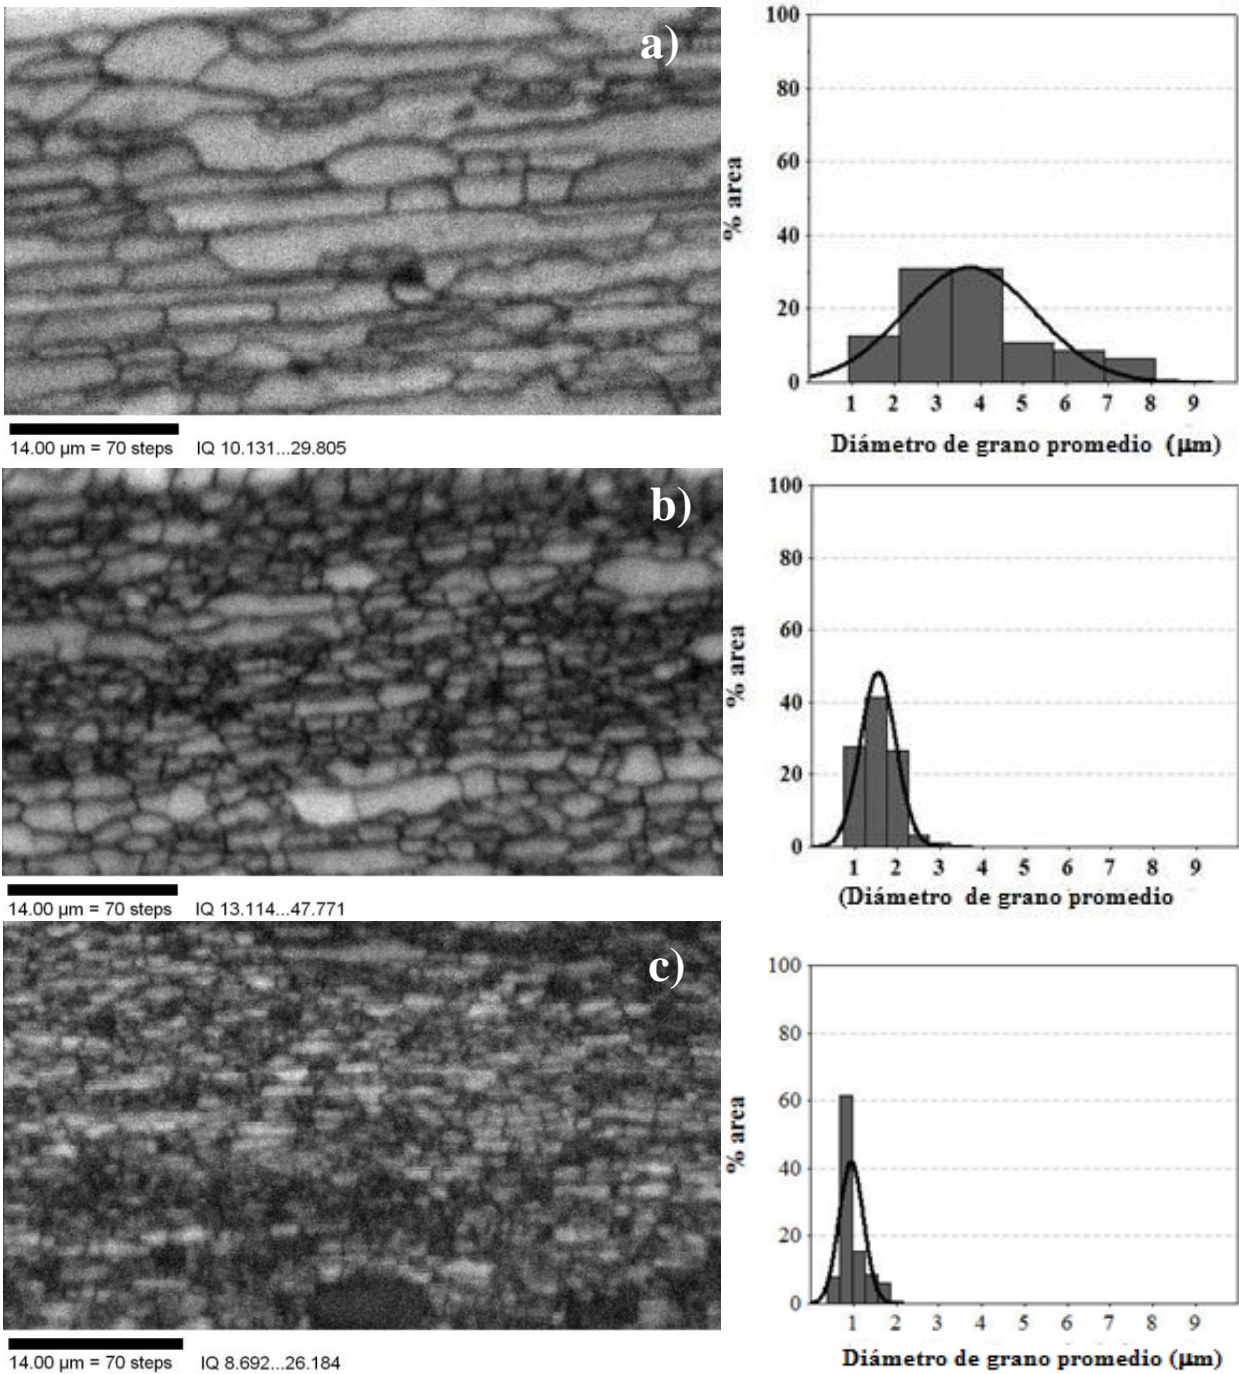 a)
14.00 µm = 70 steps IQ 10.131...29.805
100
80
60
40
20
0
% area
1 2 3 4 5 6 7 8 9
Diámetro de grano promedio (µm)
b)
14.00 µm = 70 steps IQ 13.114...47.771
100
80
60
40
20
0
% area
1 2 3 4 5 6 7 8 9
(Diámetro de grano promedio
c)
14.00 µm = 70 steps IQ 8.692...26.184
100
80
60
40
20
0
% area
1 2 3 4 5 6 7 8 9
Diámetro de grano promedio (µm)